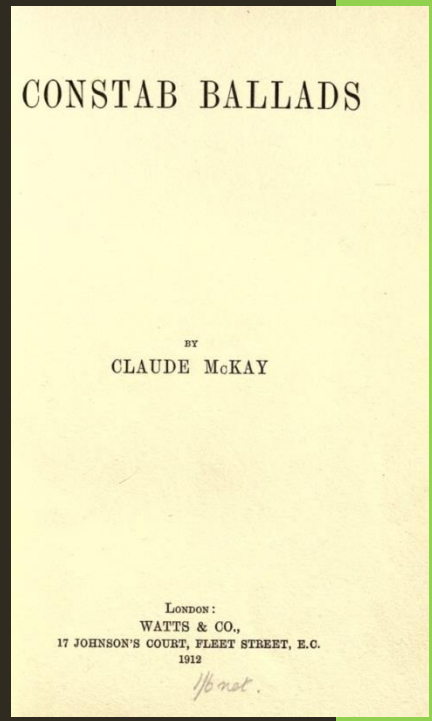 CONSTAB BALLADS
BY
CLAUDE McKAY
LONDON:
WATTS & CO.,
17 JOHNSON'S COURT, FLEET STREET, E.C.
1912
1/6 net.